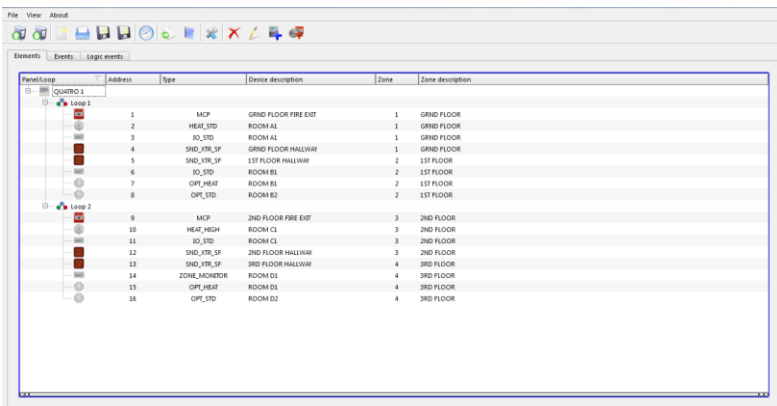 File View About
Elements Events Logic events
Panel/Loop Address Type Device description Zone Zone description
QUATRO 1
Loop 1
1 MCP GRND FLOOR FIRE EXIT 1 GRND FLOOR
2 HEAT_STD ROOM A1 1 GRND FLOOR
3 IO_STD ROOM A1 1 GRND FLOOR
4 SND_XTR_SF GRND FLOOR HALLWAY 1 GRND FLOOR
5 SND_XTR_SF 1ST FLOOR HALLWAY 2 1ST FLOOR
6 IO_STD ROOM B1 2 1ST FLOOR
7 OPT_HEAT ROOM B1 2 1ST FLOOR
8 OPT_STD ROOM B2 2 1ST FLOOR
Loop 2
9 MCP 2ND FLOOR FIRE EXIT 3 2ND FLOOR
10 HEAT_HIGH ROOM C1 3 2ND FLOOR
11 IO_STD ROOM C1 3 2ND FLOOR
12 SND_XTR_SF 2ND FLOOR HALLWAY 3 2ND FLOOR
13 SND_XTR_SF 3RD FLOOR HALLWAY 4 3RD FLOOR
14 ZONE_MONITOR ROOM D1 4 3RD FLOOR
15 OPT_HEAT ROOM D1 4 3RD FLOOR
16 OPT_STD ROOM D2 4 3RD FLOOR